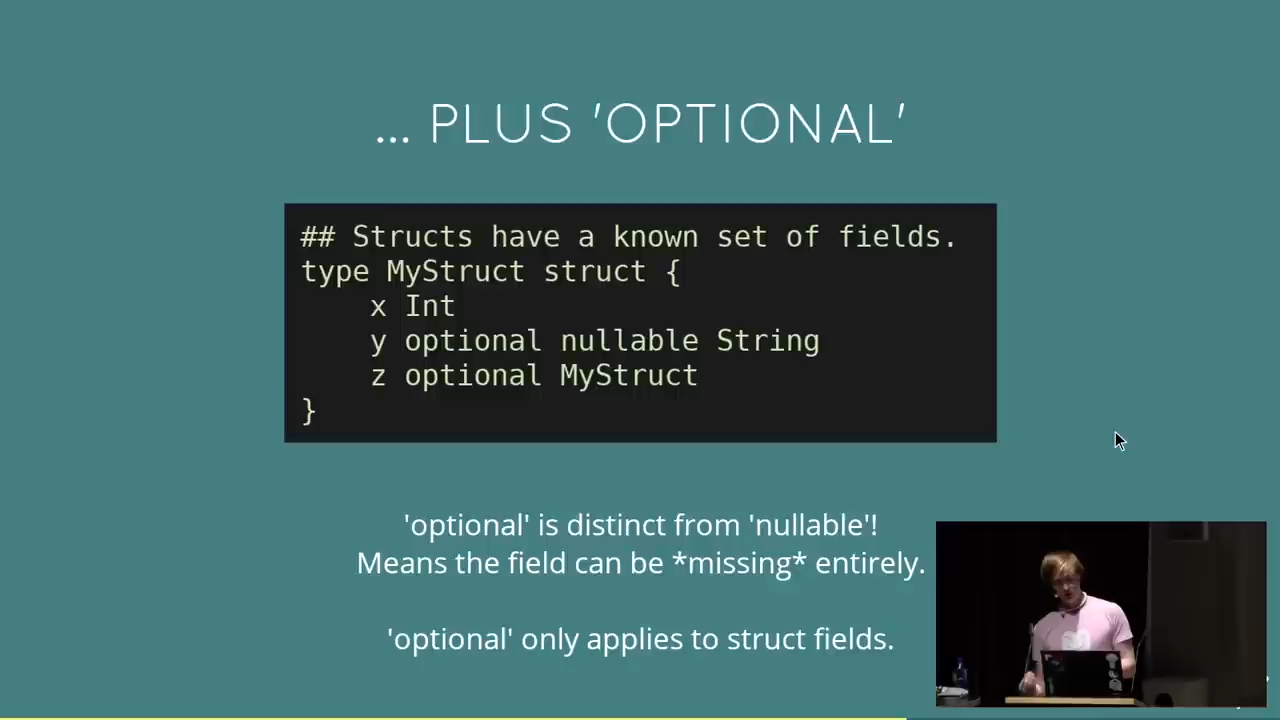 ... PLUS 'OPTIONAL'
## Structs have a known set of fields.
type MyStruct struct {
    x Int
    y optional nullable String
    z optional MyStruct
}
'optional' is distinct from 'nullable'!
Means the field can be *missing* entirely.
'optional' only applies to struct fields.